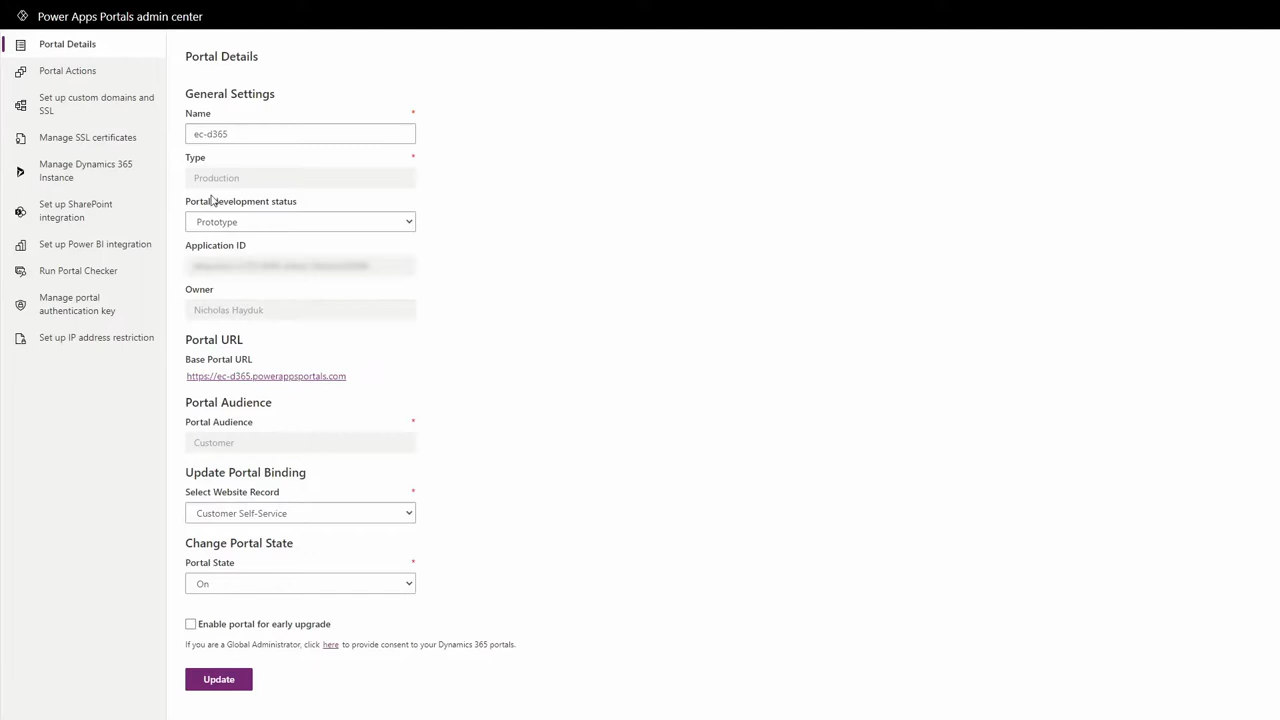 Power Apps Portals admin center
Portal Details
Portal Actions
Set up custom domains and
SSL
Manage SSL certificates
Manage Dynamics 365
Instance
Set up SharePoint
integration
Set up Power BI integration
Run Portal Checker
Manage portal
authentication key
Set up IP address restriction
Portal Details
General Settings
Name *
ec-d365
Type *
Production
Portal development status
Prototype
Application ID
Owner
Nicholas Hayduk
Portal URL
Base Portal URL
https://ec-d365.powerappsportals.com
Portal Audience
Portal Audience *
Customer
Update Portal Binding
Select Website Record *
Customer Self-Service
Change Portal State
Portal State *
On
Enable portal for early upgrade
If you are a Global Administrator, click here to provide consent to your Dynamics 365 portals.
Update